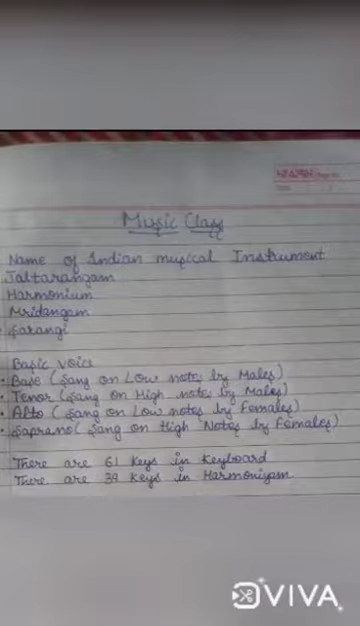 Music Class
Name of Indian musical Instrument
Jaltarangam
Harmonium
Mridangam
Sarangi
Basic Voice
Base (Sang on Low notes by Males)
Tenor (Sang on High notes by Males)
Alto (Sang on Low notes by Females)
Saprano (Sang on High Notes by Females)
There are 61 keys in Keyboard
There are 39 Keys in Harmoniyam
VIVA